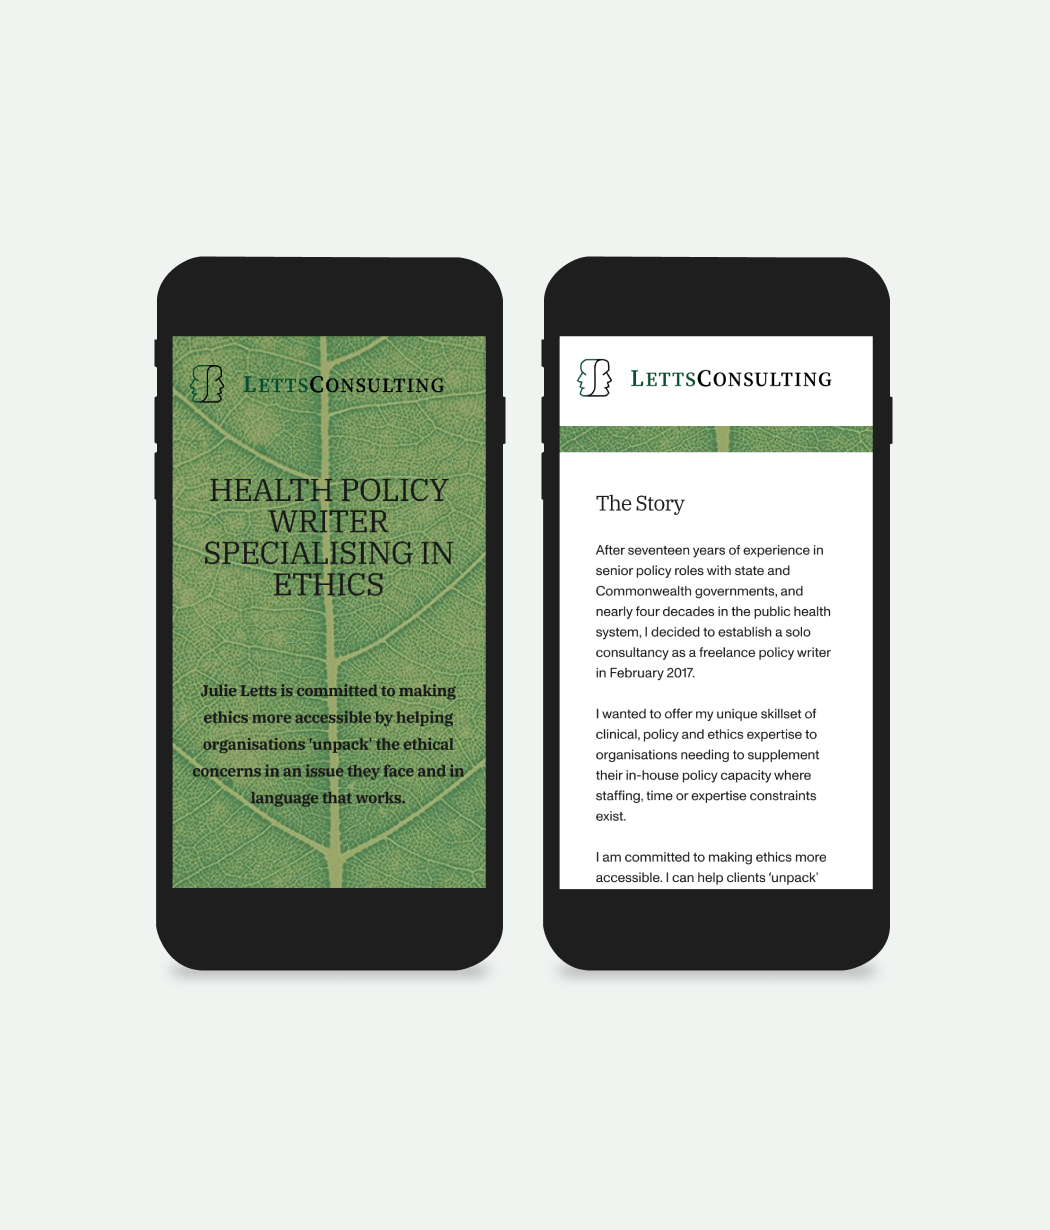 LETTSCONSULTING
HEALTH POLICY
WRITER
SPECIALISING IN
ETHICS
Julie Letts is committed to making
ethics more accessible by helping
organisations 'unpack' the ethical
concerns in an issue they face and in
language that works.
LETTSCONSULTING
The Story
After seventeen years of experience in
senior policy roles with state and
Commonwealth governments, and
nearly four decades in the public health
system, I decided to establish a solo
consultancy as a freelance policy writer
in February 2017.
I wanted to offer my unique skillset of
clinical, policy and ethics expertise to
organisations needing to supplement
their in-house policy capacity where
staffing, time or expertise constraints
exist.
I am committed to making ethics more
accessible. I can help clients 'unpack'